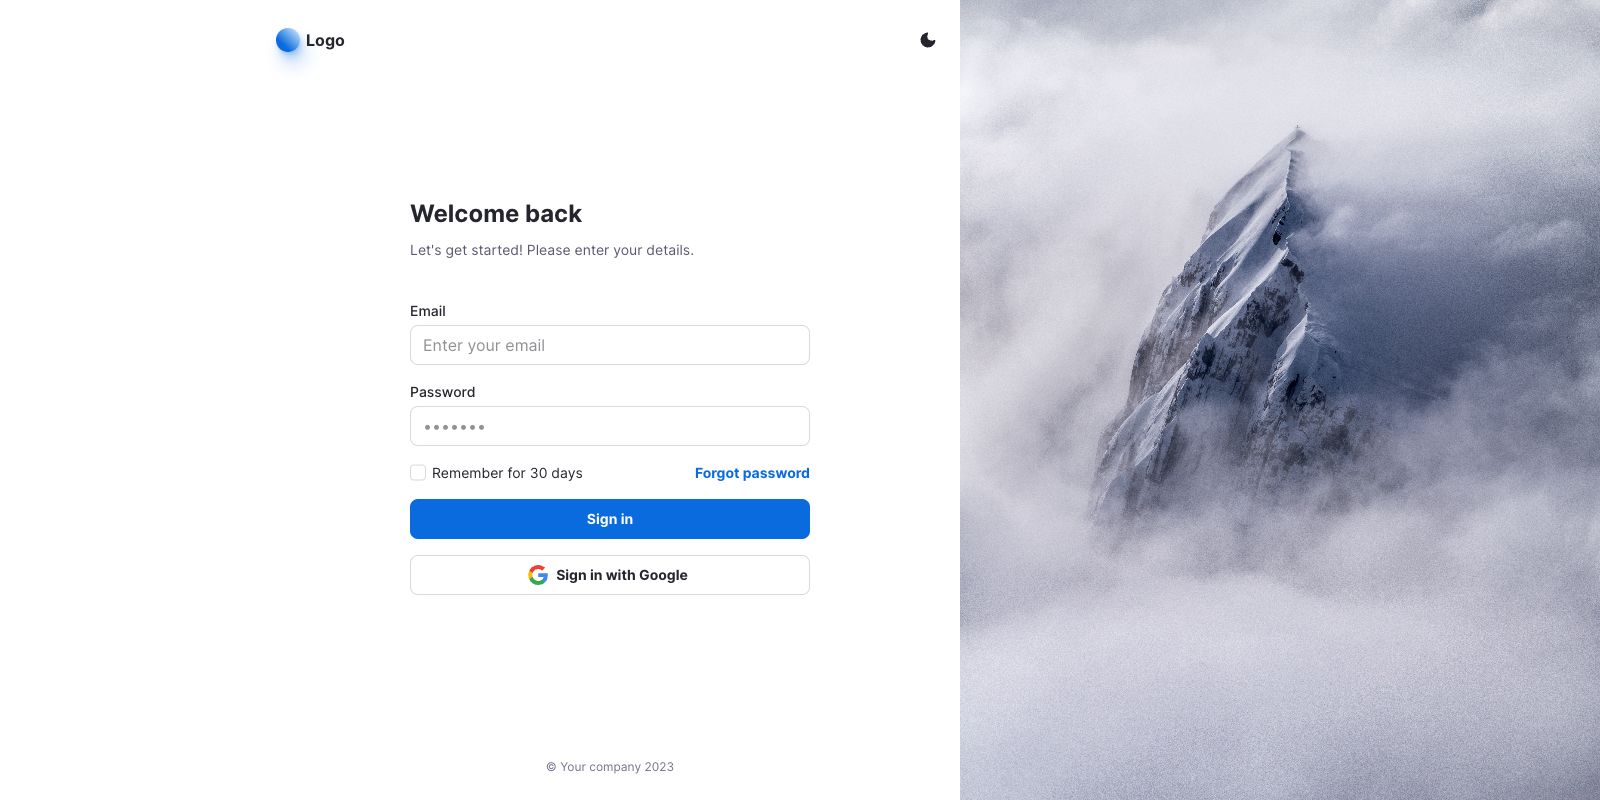 Logo
Welcome back
Let's get started! Please enter your details.
Email
Enter your email
Password
•••••••
Remember for 30 days Forgot password
Sign in
Sign in with Google
© Your company 2023